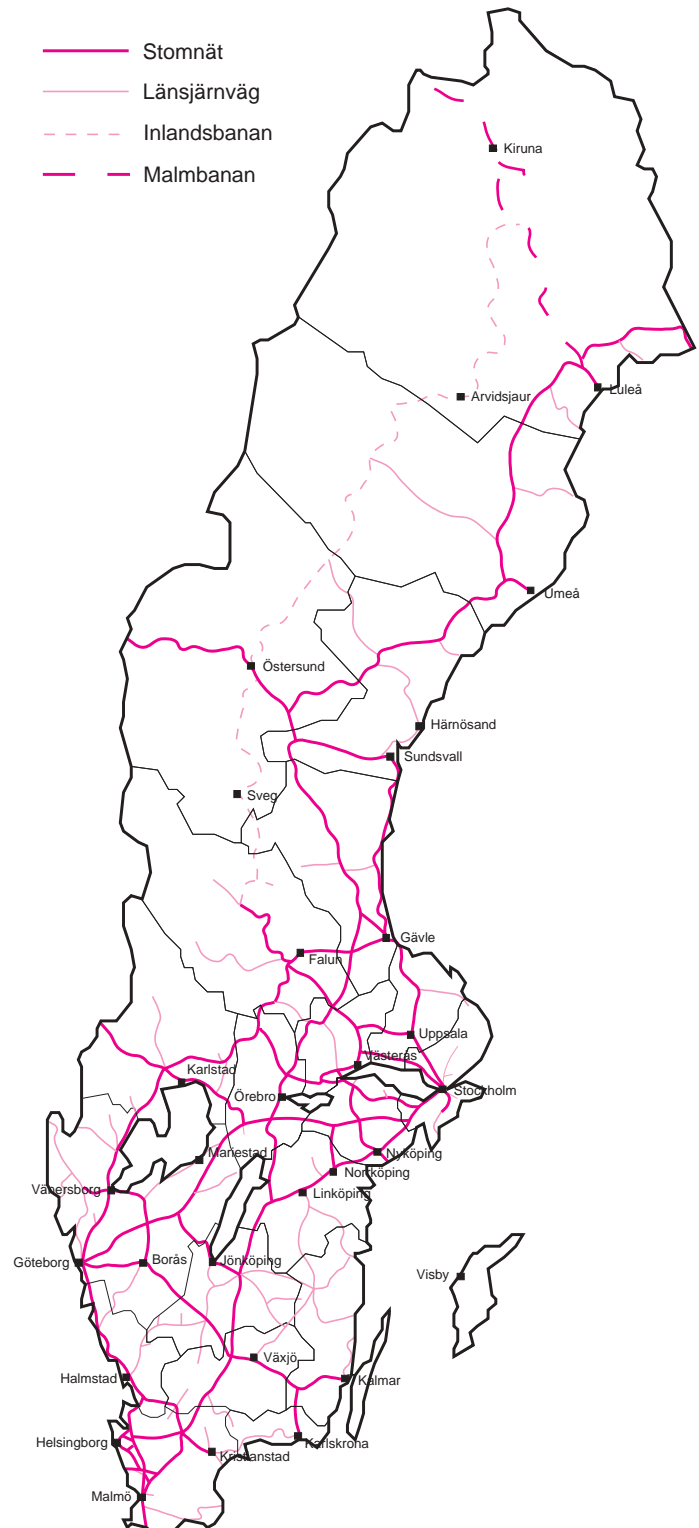 Stomnät
Länsjärnväg
Inlandsbanan
Malmbanan
Kiruna
Arvidsjaur
Luleå
Umeå
Östersund
Härnösand
Sundsvall
Sveg
Gävle
Falun
Uppsala
Västerås
Karlstad
Stockholm
Örebro
Mariestad
Nyköping
Norrköping
Vänersborg
Linköping
Göteborg
Borås
Jönköping
Visby
Växjö
Halmstad
Kalmar
Karlskrona
Helsingborg
Kristianstad
Malmö